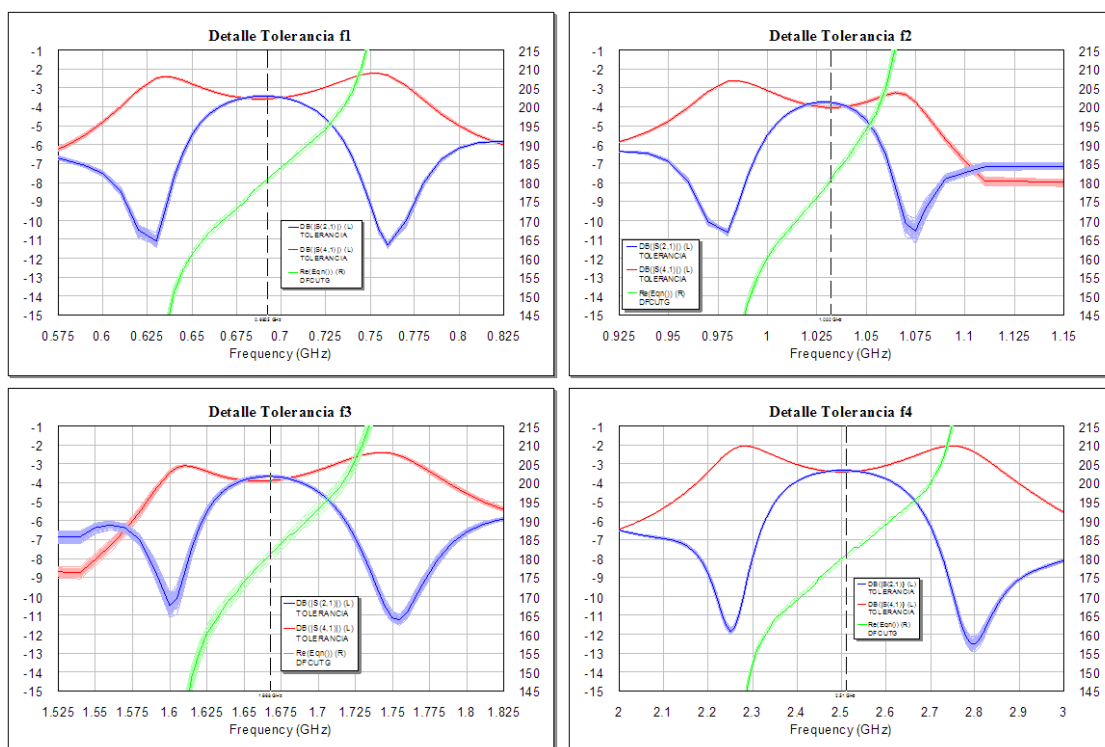 Detalle Tolerancia f1
-1 215
-2 210
-3 205
-4 200
-5 195
-6 190
-7 185
-8 180
-9 175
-10 170
-11 165
-12 160
-13 155
-14 150
-15 145
DB(|S(2,1)|) (L)
TOLERANCIA
DB(|S(4,1)|) (L)
TOLERANCIA
Re(Eqn()) (R)
DFCUTG
0.575 0.6 0.625 0.65 0.675 0.7 0.725 0.75 0.775 0.8 0.825
Frequency (GHz)
Detalle Tolerancia f2
-1 215
-2 210
-3 205
-4 200
-5 195
-6 190
-7 185
-8 180
-9 175
-10 170
-11 165
-12 160
-13 155
-14 150
-15 145
DB(|S(2,1)|) (L)
TOLERANCIA
DB(|S(4,1)|) (L)
TOLERANCIA
Re(Eqn()) (R)
DFCUTG
0.925 0.95 0.975 1 1.025 1.05 1.075 1.1 1.125 1.15
Frequency (GHz)
Detalle Tolerancia f3
-1 215
-2 210
-3 205
-4 200
-5 195
-6 190
-7 185
-8 180
-9 175
-10 170
-11 165
-12 160
-13 155
-14 150
-15 145
DB(|S(2,1)|) (L)
TOLERANCIA
DB(|S(4,1)|) (L)
TOLERANCIA
Re(Eqn()) (R)
DFCUTG
1.525 1.55 1.575 1.6 1.625 1.65 1.675 1.7 1.725 1.75 1.775 1.8 1.825
Frequency (GHz)
Detalle Tolerancia f4
-1 215
-2 210
-3 205
-4 200
-5 195
-6 190
-7 185
-8 180
-9 175
-10 170
-11 165
-12 160
-13 155
-14 150
-15 145
DB(|S(2,1)|) (L)
TOLERANCIA
DB(|S(4,1)|) (L)
TOLERANCIA
Re(Eqn()) (R)
DFCUTG
2.51 GHz
2 2.1 2.2 2.3 2.4 2.5 2.6 2.7 2.8 2.9 3
Frequency (GHz)